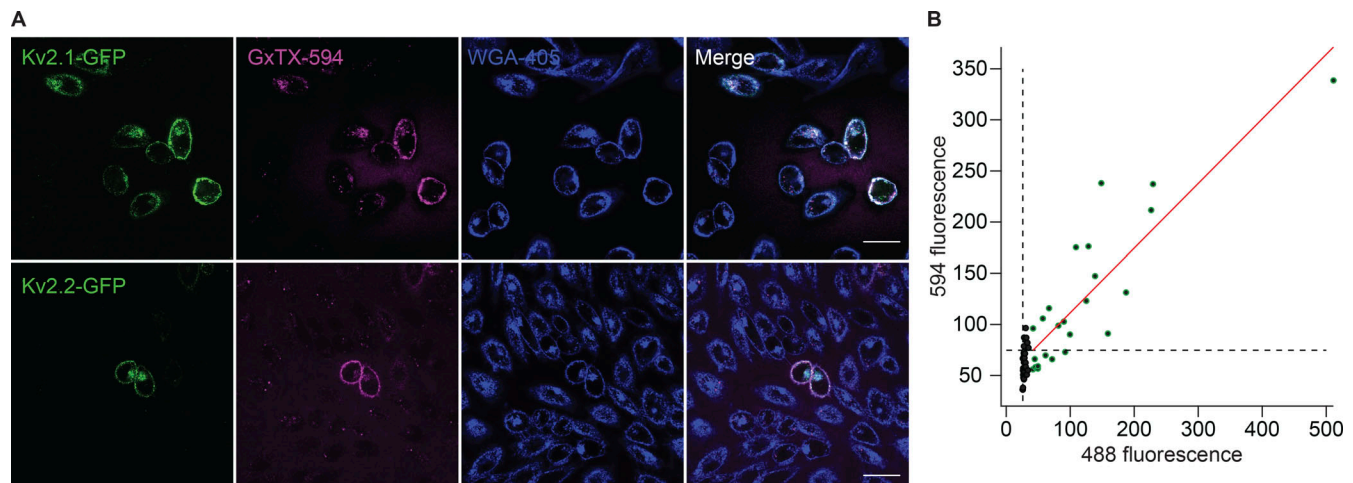 A
B
Kv2.1-GFP
GxTX-594
WGA-405
Merge
Kv2.2-GFP
594 fluorescence
350
300
250
200
150
100
50
0
100
200
300
400
500
488 fluorescence